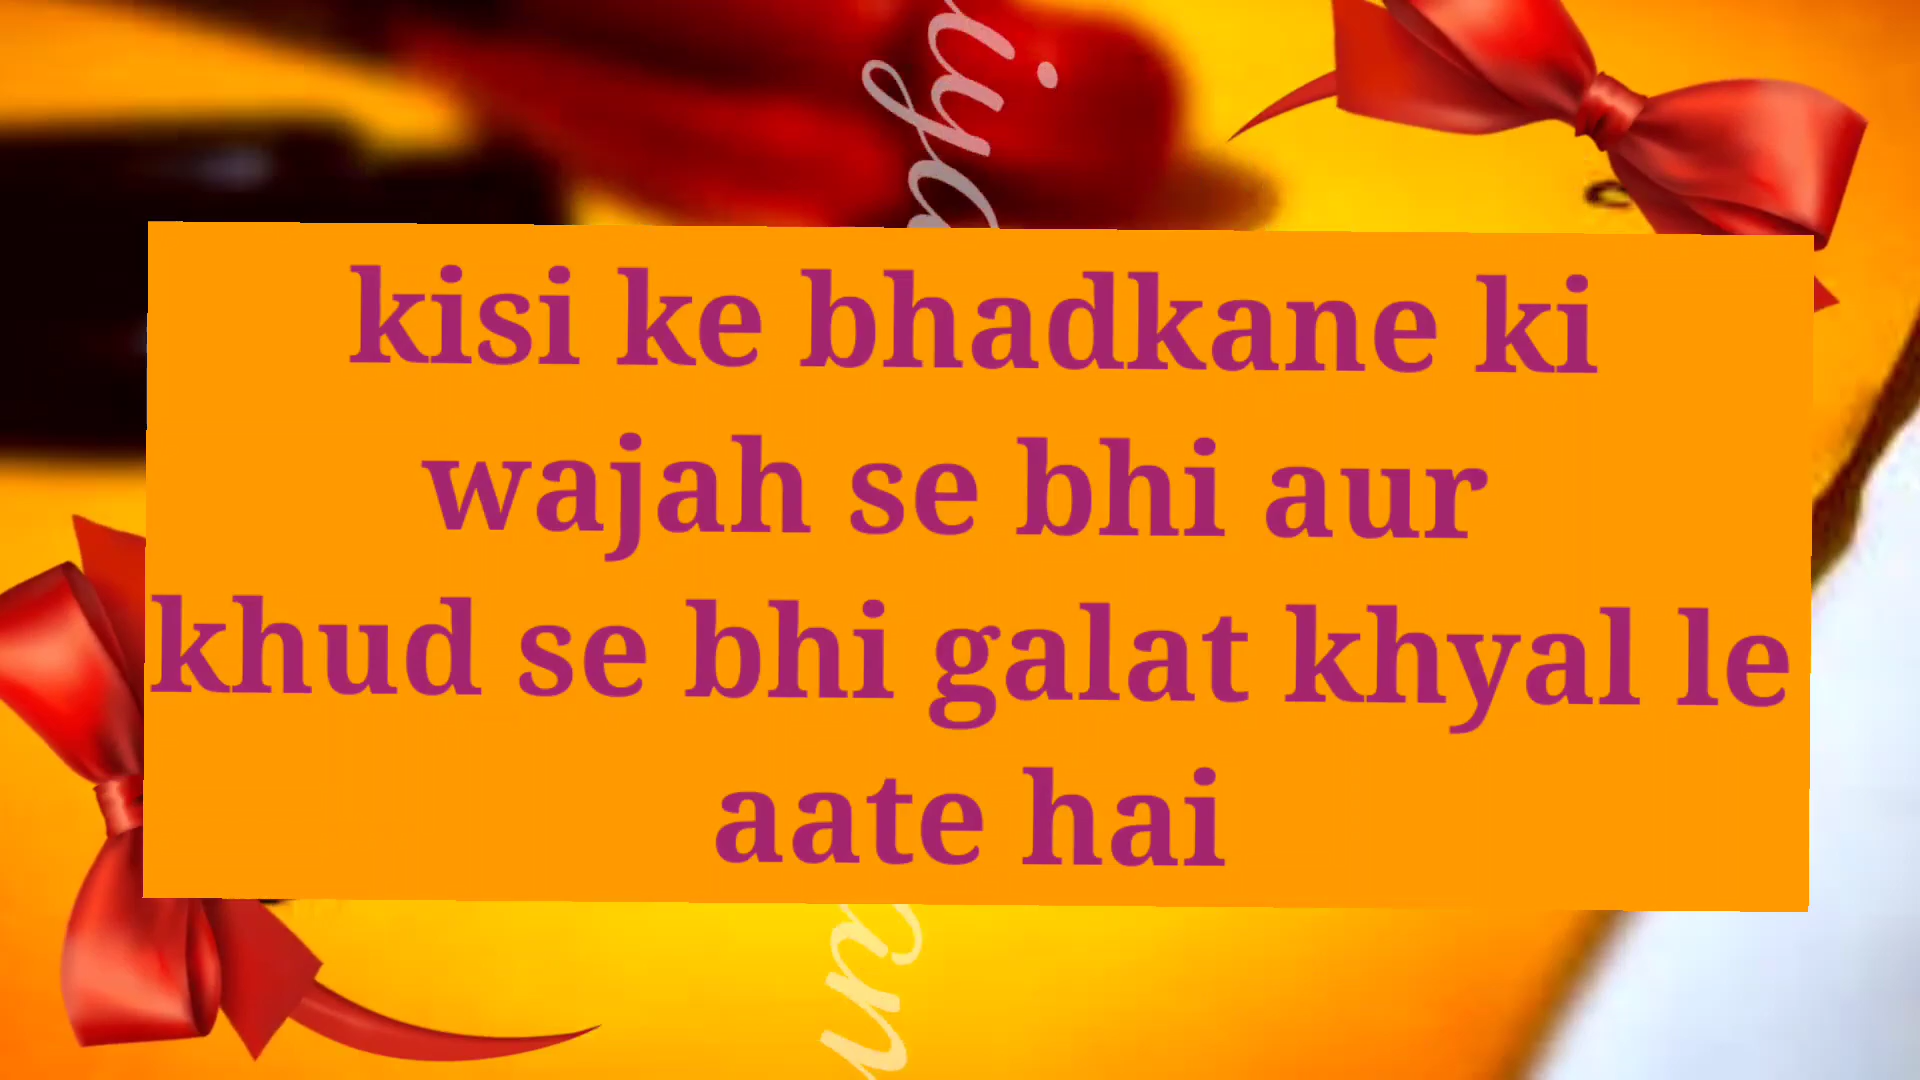 kisi ke bhadkane ki
wajah se bhi aur
khud se bhi galat khyal le
aate hai